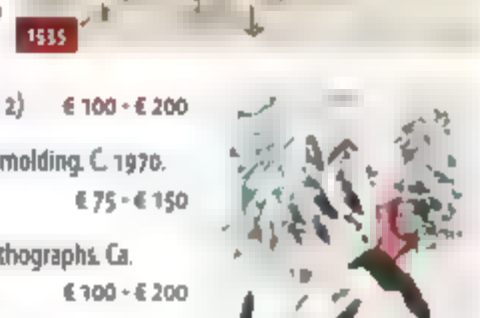 1535
2) € 100 - € 200
molding. C. 1970.
€ 75 - € 150
thographs. Ca.
€ 100 - € 200